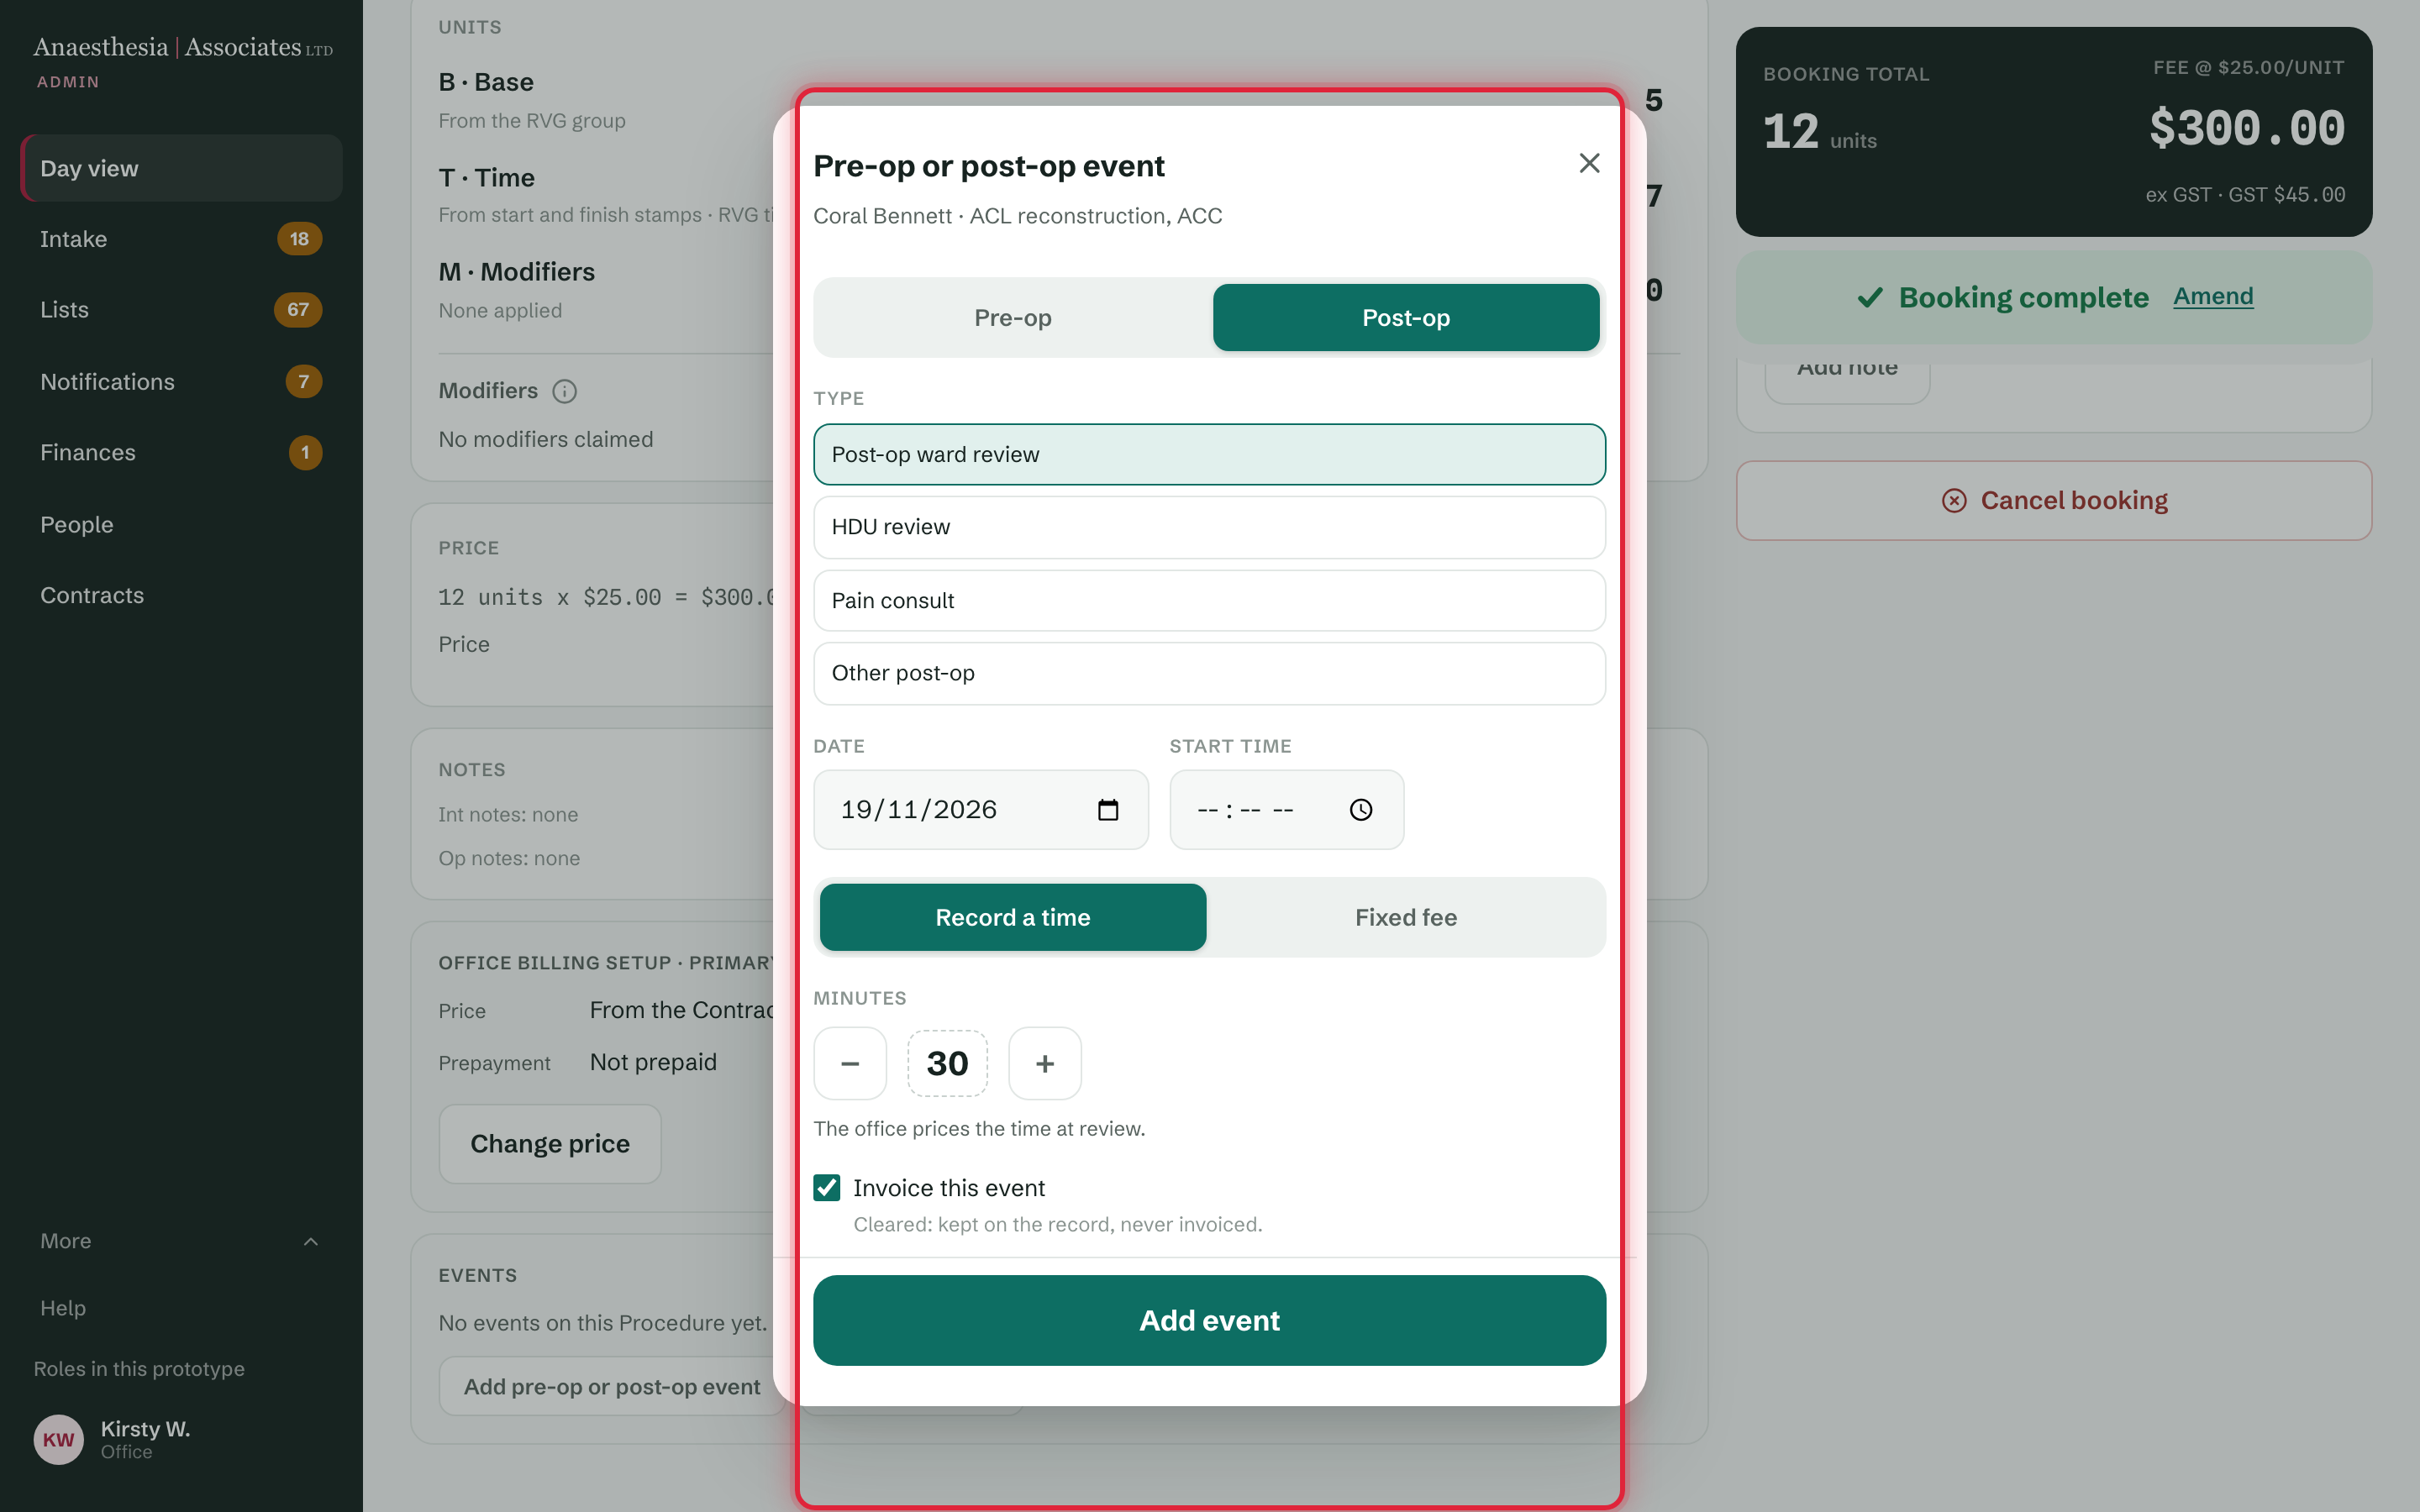 Anaesthesia | Associates LTD
ADMIN
Day view
Intake 18
Lists 67
Notifications 7
Finances 1
People
Contracts
More
Help
Roles in this prototype
KW
Kirsty W.
Office
UNITS
B · Base
From the RVG group
5
T · Time
From start and finish stamps · RVG
7
M · Modifiers
None applied
0
Modifiers
No modifiers claimed
PRICE
12 units x $25.00 = $300.0
Price
NOTES
Int notes: none
Op notes: none
OFFICE BILLING SETUP · PRIMARY
Price From the Contrac
Prepayment Not prepaid
Change price
EVENTS
No events on this Procedure yet.
Add pre-op or post-op event
Pre-op or post-op event
Coral Bennett · ACL reconstruction, ACC
Pre-op Post-op
TYPE
Post-op ward review
HDU review
Pain consult
Other post-op
DATE START TIME
19/11/2026 -- : -- --
Record a time Fixed fee
MINUTES
− 30 +
The office prices the time at review.
Invoice this event
Cleared: kept on the record, never invoiced.
Add event
BOOKING TOTAL FEE @ $25.00/UNIT
12 units $300.00
ex GST · GST $45.00
Booking complete Amend
Add note
Cancel booking